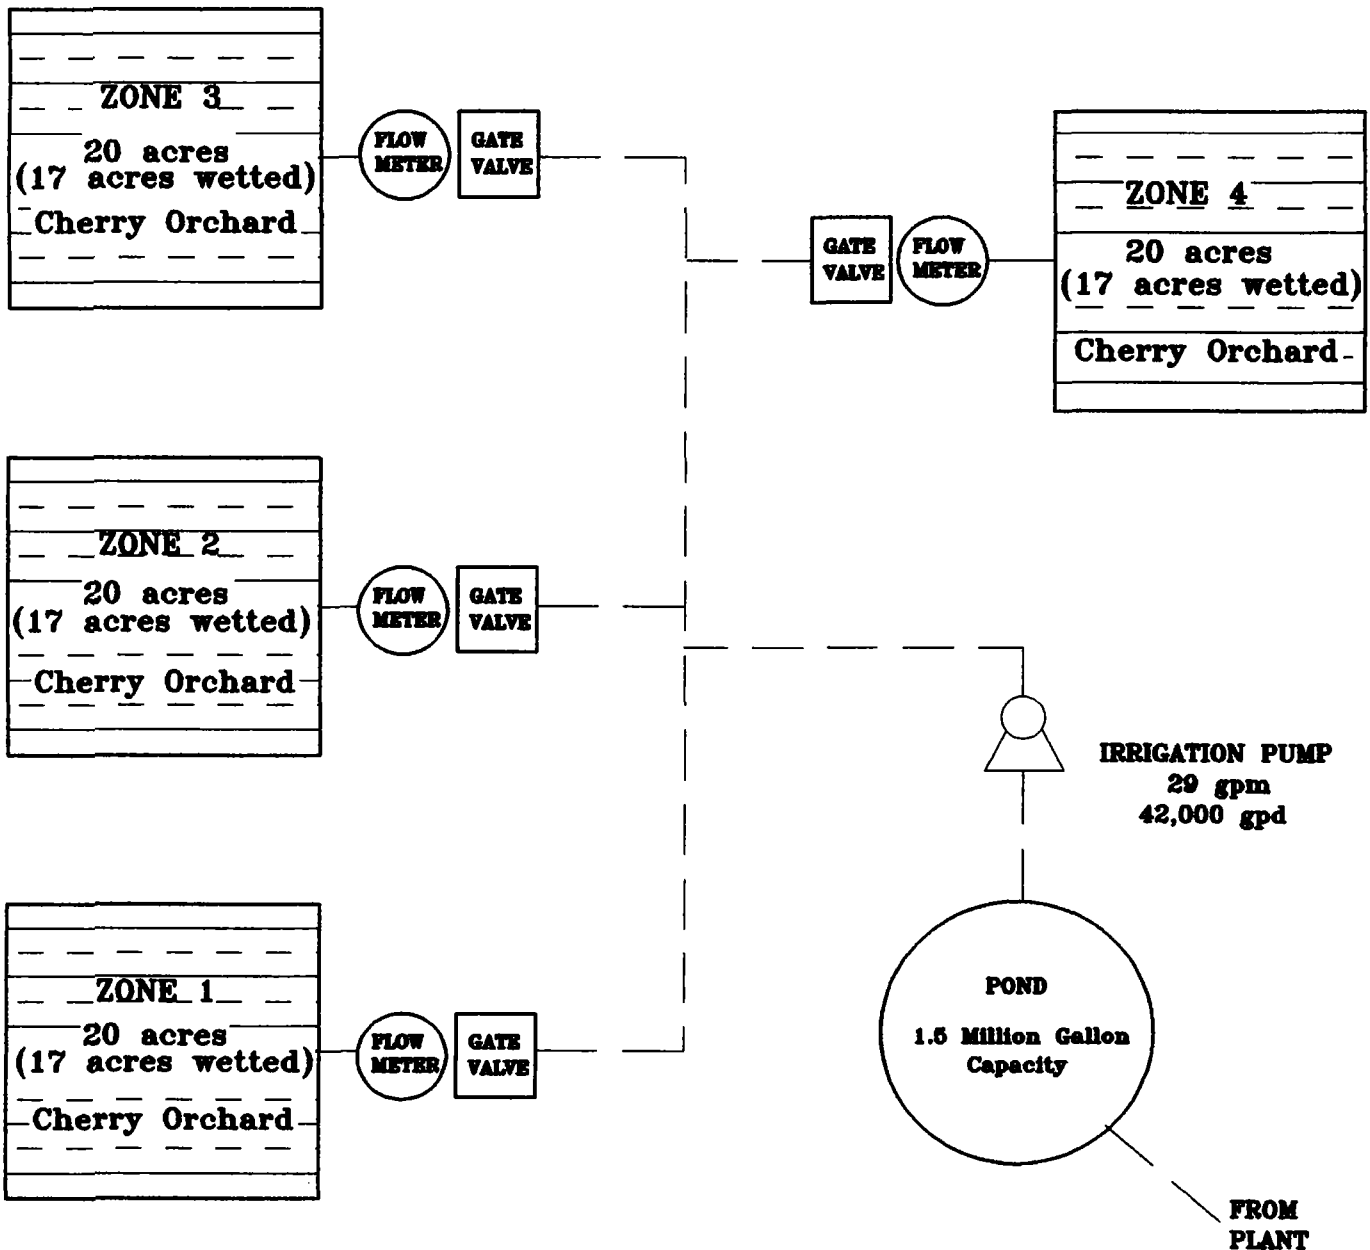 ZONE 3
20 acres
(17 acres wetted)
Cherry Orchard
FLOW
METER
GATE
VALVE
GATE
VALVE
FLOW
METER
ZONE 4
20 acres
(17 acres wetted)
Cherry Orchard
ZONE 2
20 acres
(17 acres wetted)
Cherry Orchard
FLOW
METER
GATE
VALVE
IRRIGATION PUMP
29 gpm
42,000 gpd
ZONE 1
20 acres
(17 acres wetted)
Cherry Orchard
FLOW
METER
GATE
VALVE
POND
1.5 Million Gallon
Capacity
FROM
PLANT